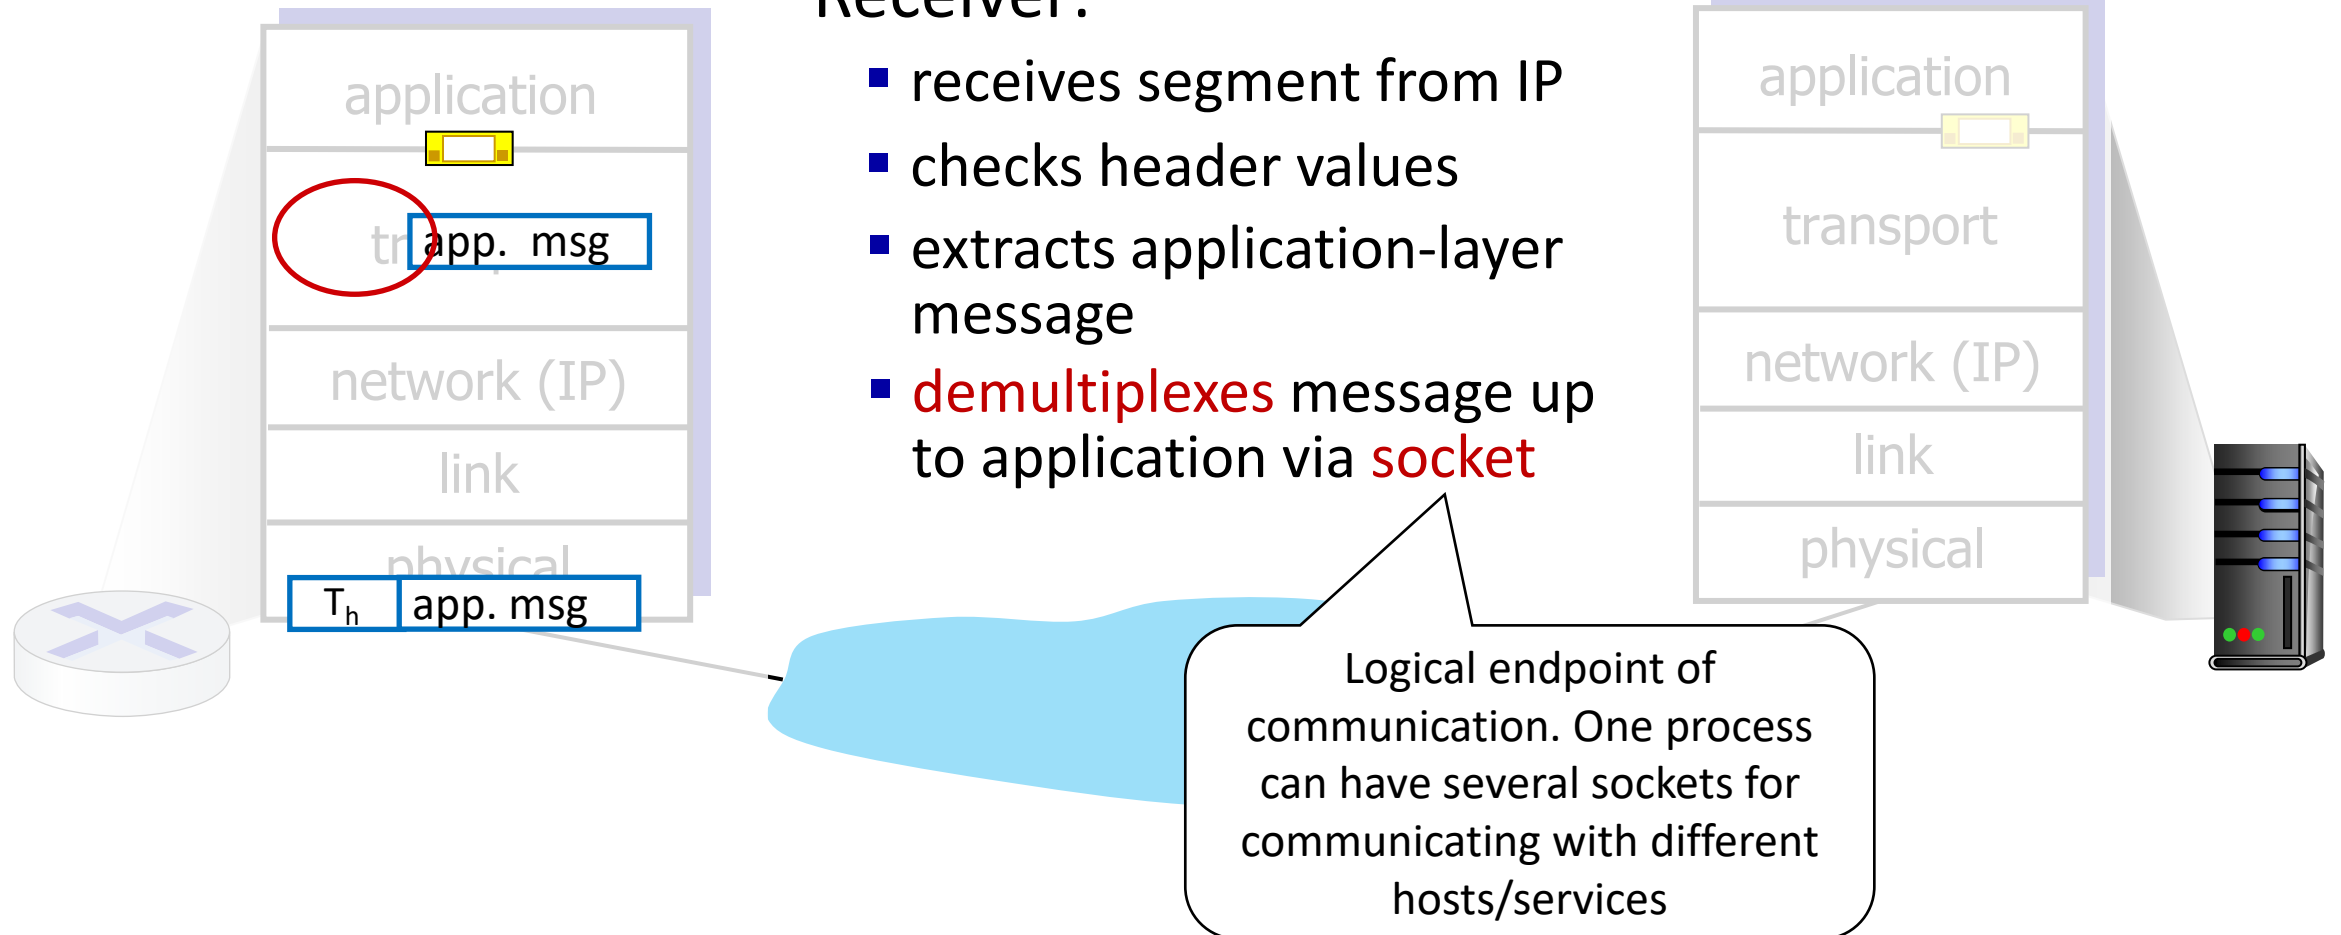 application
app. msg
network (IP)
link
physical
T
h
app. msg
Receiver:
receives segment from IP
checks header values
extracts application-layer
message
demultiplexes message up
to application via socket
Logical endpoint of
communication. One process
can have several sockets for
communicating with different
hosts/services
application
transport
network (IP)
link
physical